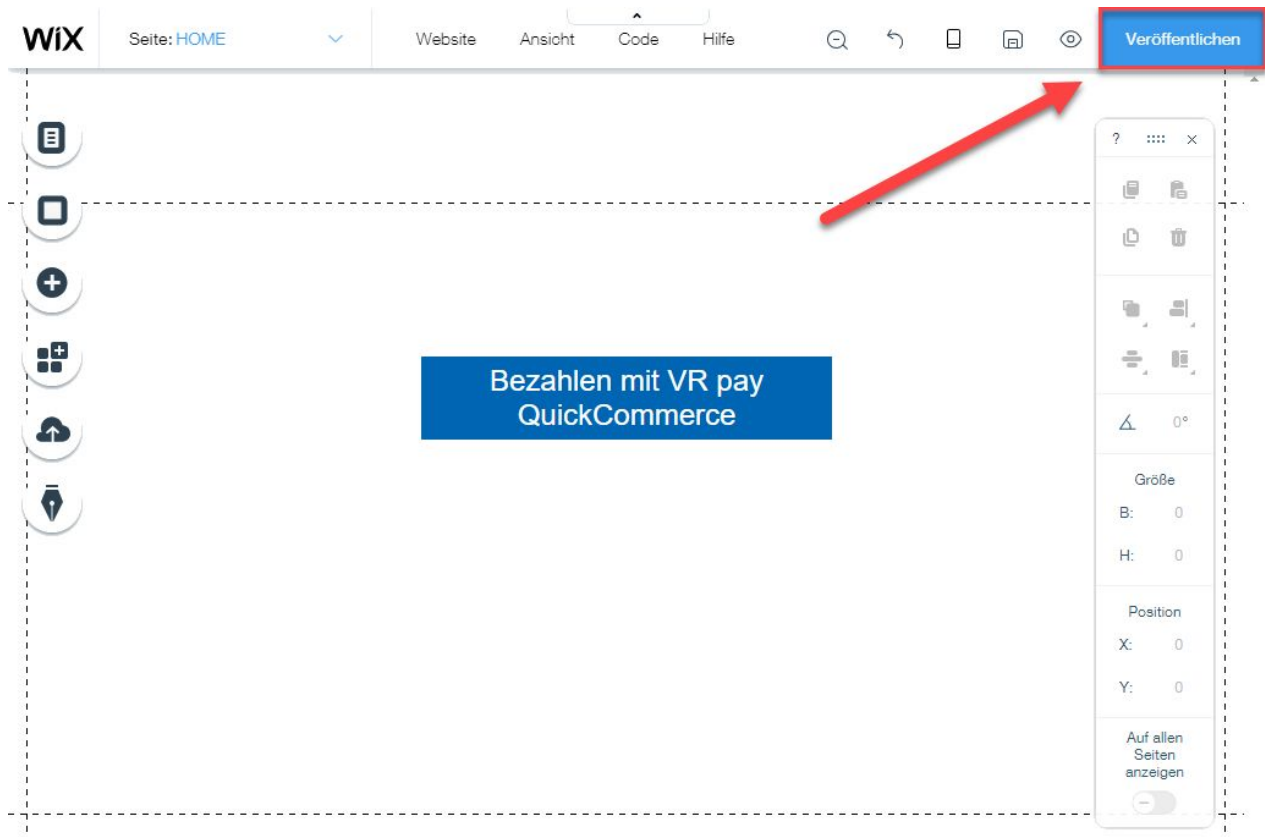 WiX
Seite: HOME
Website
Ansicht
Code
Hilfe
Veröffentlichen
?
Bezahlen mit VR pay
QuickCommerce
0°
Größe
B: 0
H: 0
Position
X: 0
Y: 0
Auf allen
Seiten
anzeigen